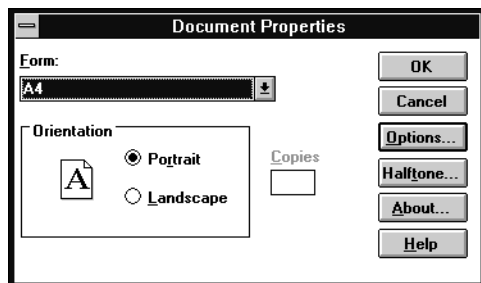 Document Properties
Form:
A4
Orientation
A
Portrait
Landscape
Copies
OK
Cancel
Options...
Halftone...
About...
Help